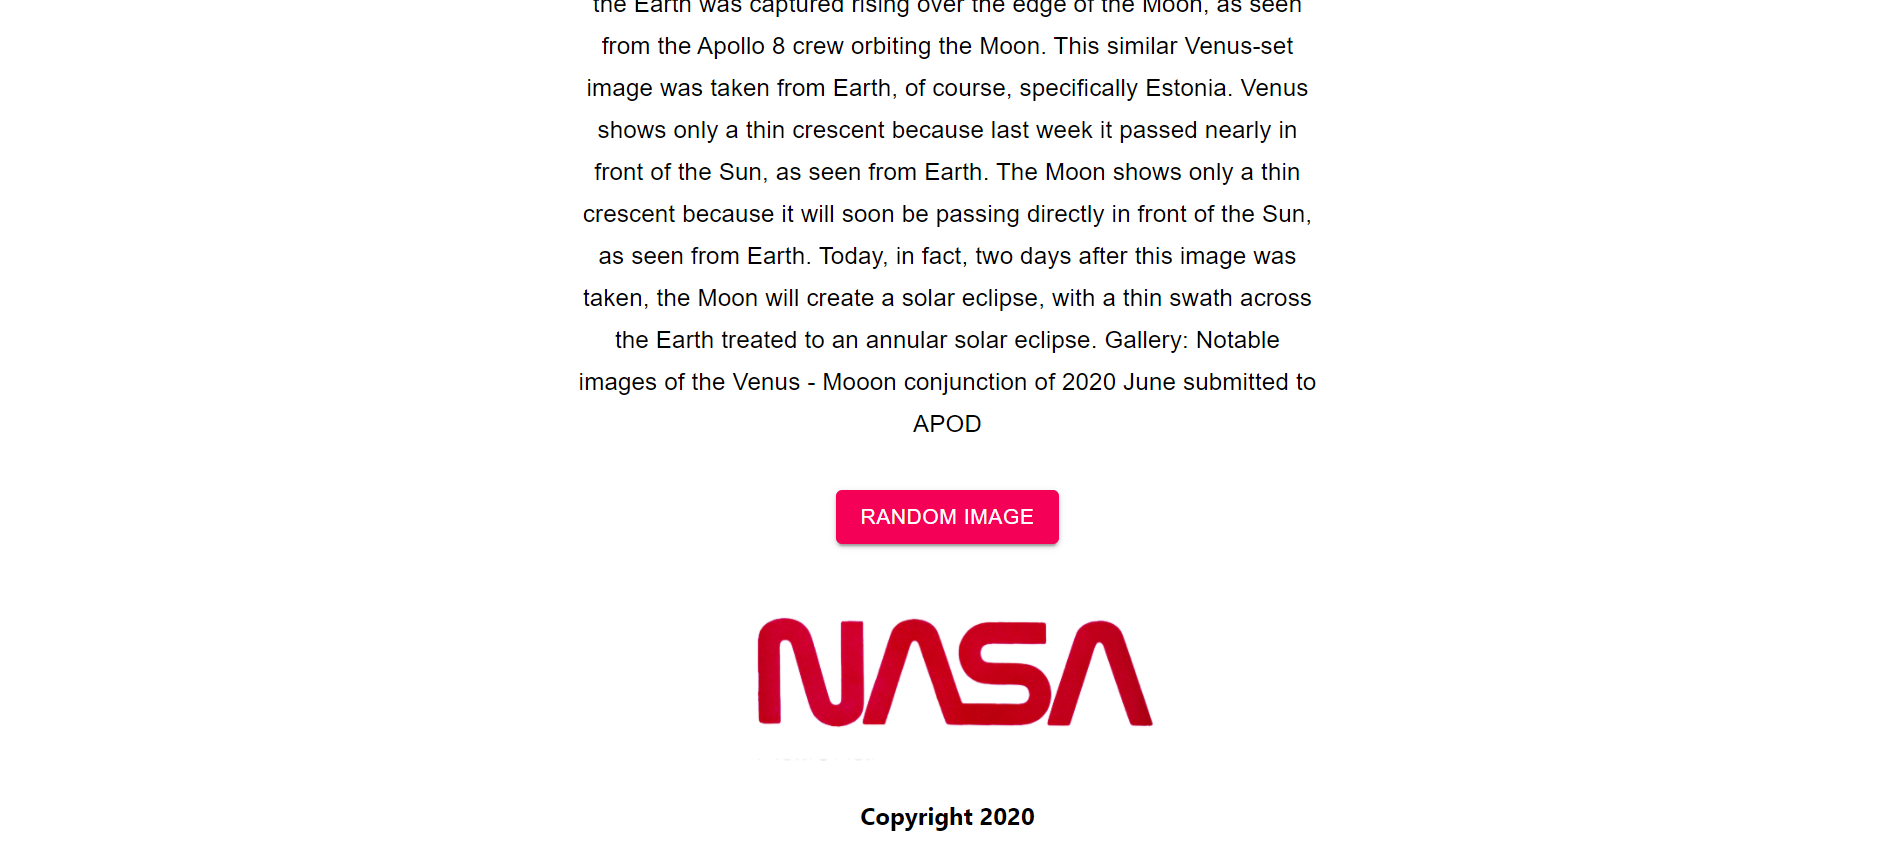 the Earth was captured rising over the edge of the Moon, as seen
from the Apollo 8 crew orbiting the Moon. This similar Venus-set
image was taken from Earth, of course, specifically Estonia. Venus
shows only a thin crescent because last week it passed nearly in
front of the Sun, as seen from Earth. The Moon shows only a thin
crescent because it will soon be passing directly in front of the Sun,
as seen from Earth. Today, in fact, two days after this image was
taken, the Moon will create a solar eclipse, with a thin swath across
the Earth treated to an annular solar eclipse. Gallery: Notable
images of the Venus - Mooon conjunction of 2020 June submitted to
APOD
RANDOM IMAGE
NASA
Copyright 2020